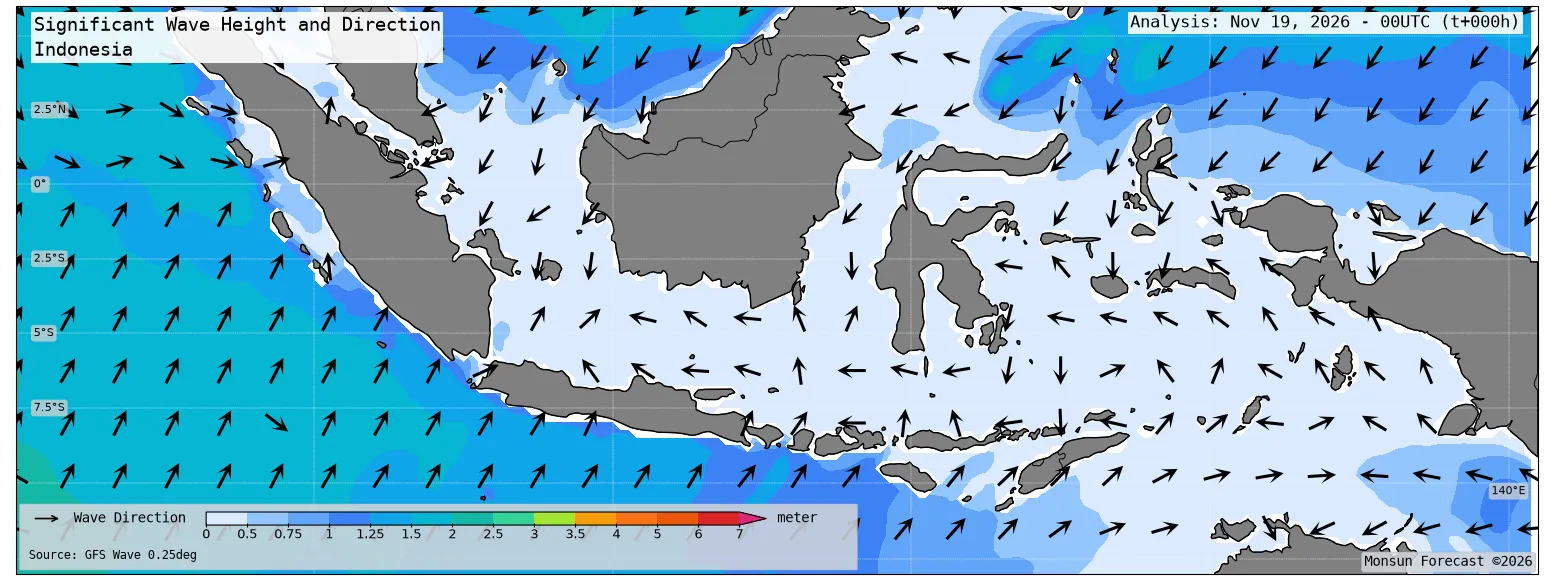 Significant Wave Height and Direction
Indonesia
Analysis: Nov 19, 2026 - 00UTC (t+000h)
2.5°N
0°
2.5°S
5°S
7.5°S
140°E
Wave Direction
meter
0 0.5 0.75 1 1.25 1.5 2 2.5 3 3.5 4 5 6 7
Source: GFS Wave 0.25deg
Monsun Forecast ©2026